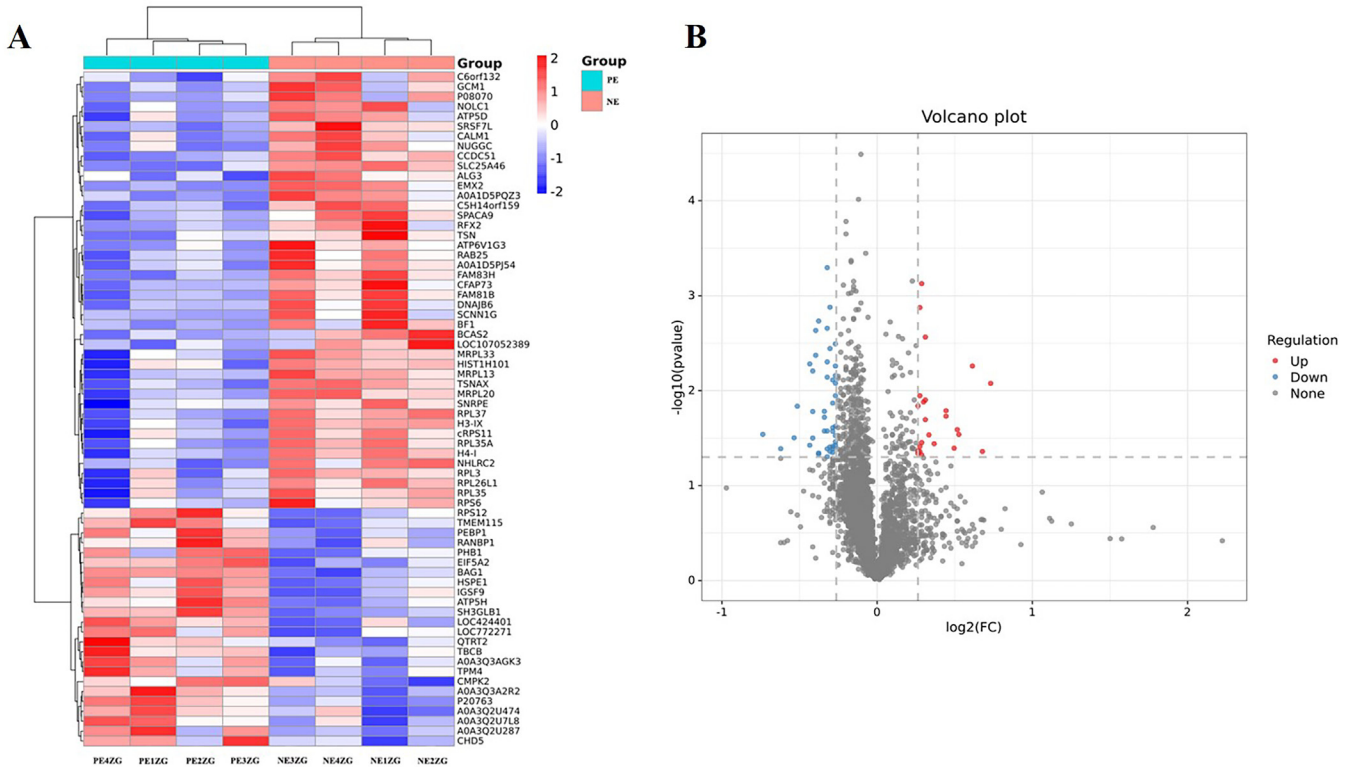 A
B
Group
2
1
0
-1
-2
Group
PE
NE
C6orf132
GCM1
P08070
NOLC1
ATP5D
SRSF7L
CALM1
NUGGC
CCDC51
SLC25A46
ALG3
EMX2
A0A1D5PQZ3
C5H14orf159
SPACA9
RFX2
TSN
ATP6V1G3
RAB25
A0A1D5PJ54
FAM83H
CFAP73
FAM81B
DNAJB6
SCNN1G
BF1
BCAS2
LOC107052389
MRPL33
HIST1H101
MRPL13
TSNAX
MRPL20
SNRPE
RPL37
H3-IX
cRPS11
RPL35A
H4-I
NHLRC2
RPL3
RPL26L1
RPL35
RPS6
RPS12
TMEM115
PEBP1
RANBP1
PHB1
EIF5A2
BAG1
HSPE1
IGSF9
ATP5H
SH3GLB1
LOC424401
LOC772271
QTRT2
TBCB
A0A3Q3AGK3
TPM4
CMPK2
A0A3Q3A2R2
P20763
A0A3Q2U474
A0A3Q2U7L8
A0A3Q2U287
CHD5
PE4ZG PE1ZG PE2ZG PE3ZG NE3ZG NE4ZG NE1ZG NE2ZG
Volcano plot
-log10(pvalue)
4
3
2
1
0
-1 0 1 2
log2(FC)
Regulation
Up
Down
None